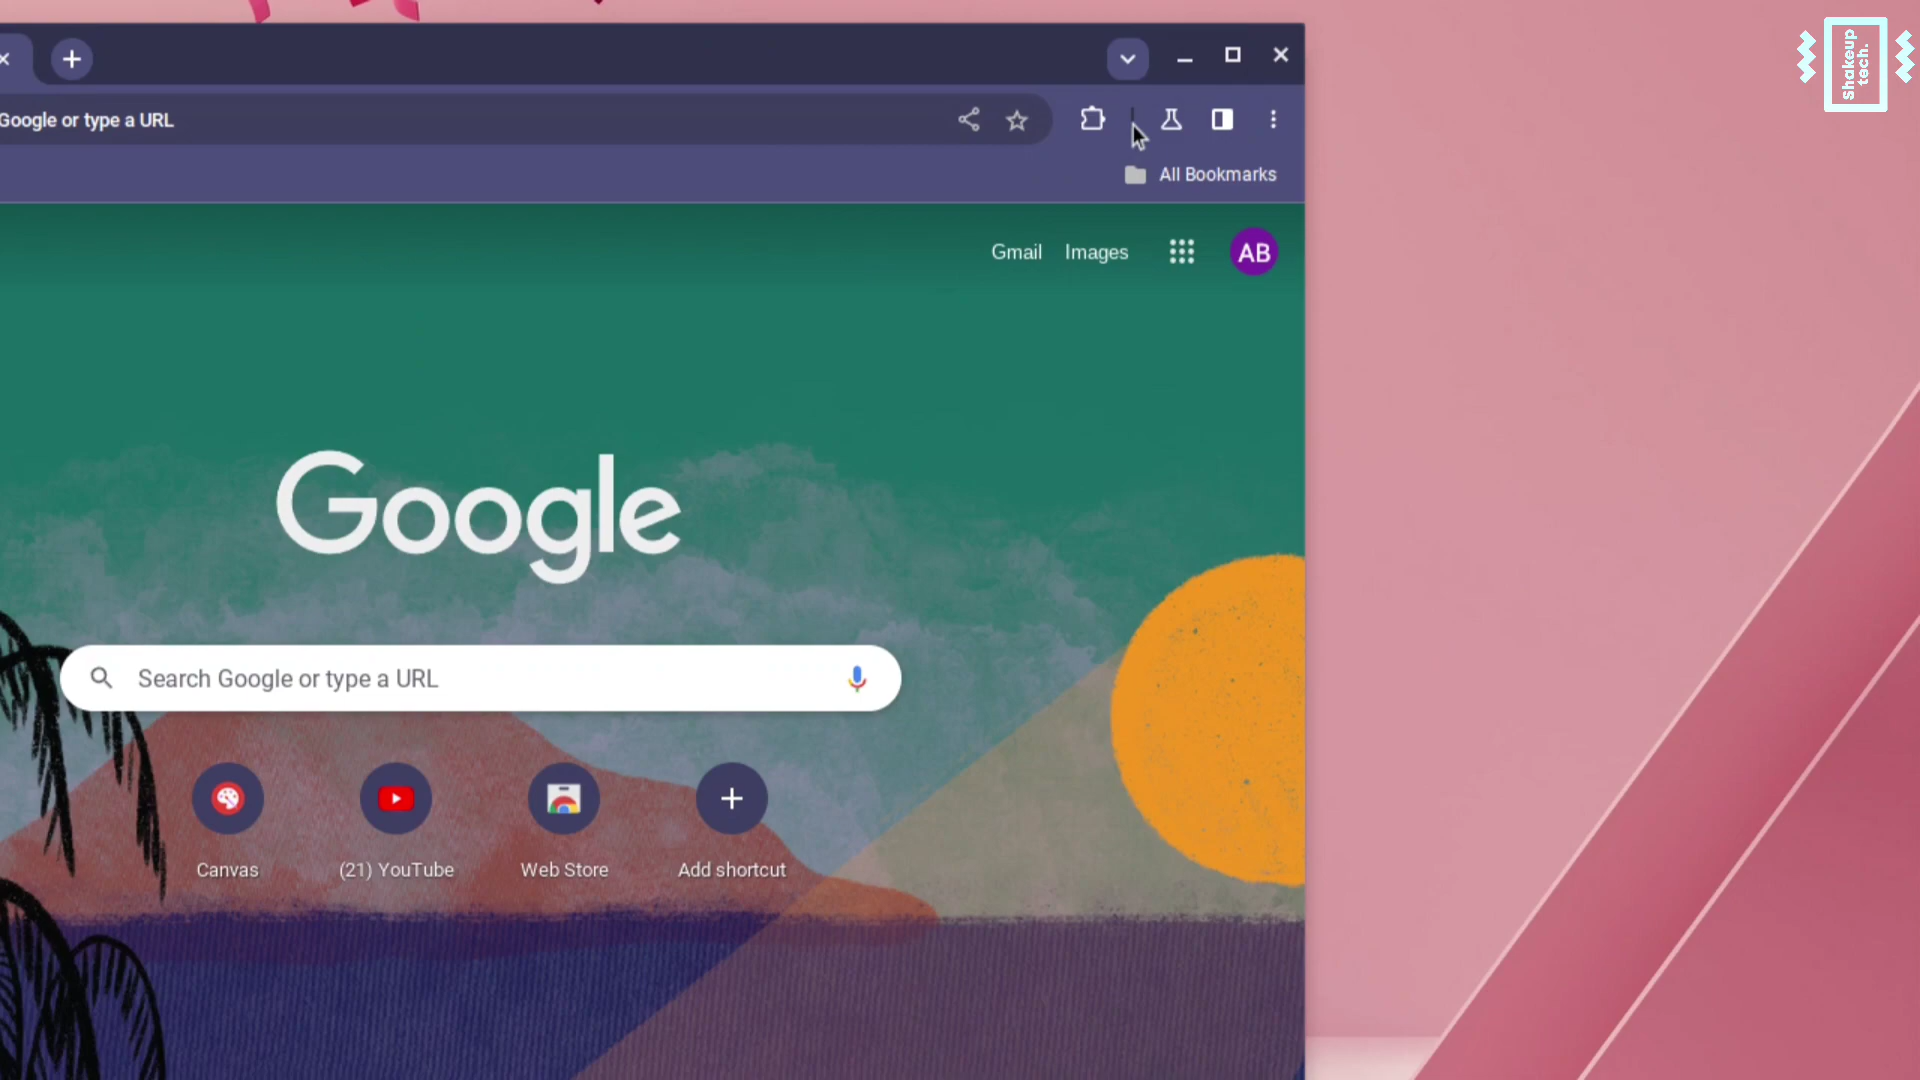 Google or type a URL
All Bookmarks
Gmail Images
AB
Google
Search Google or type a URL
Canvas
(21) YouTube
Web Store
Add shortcut
Shakeup
tech.